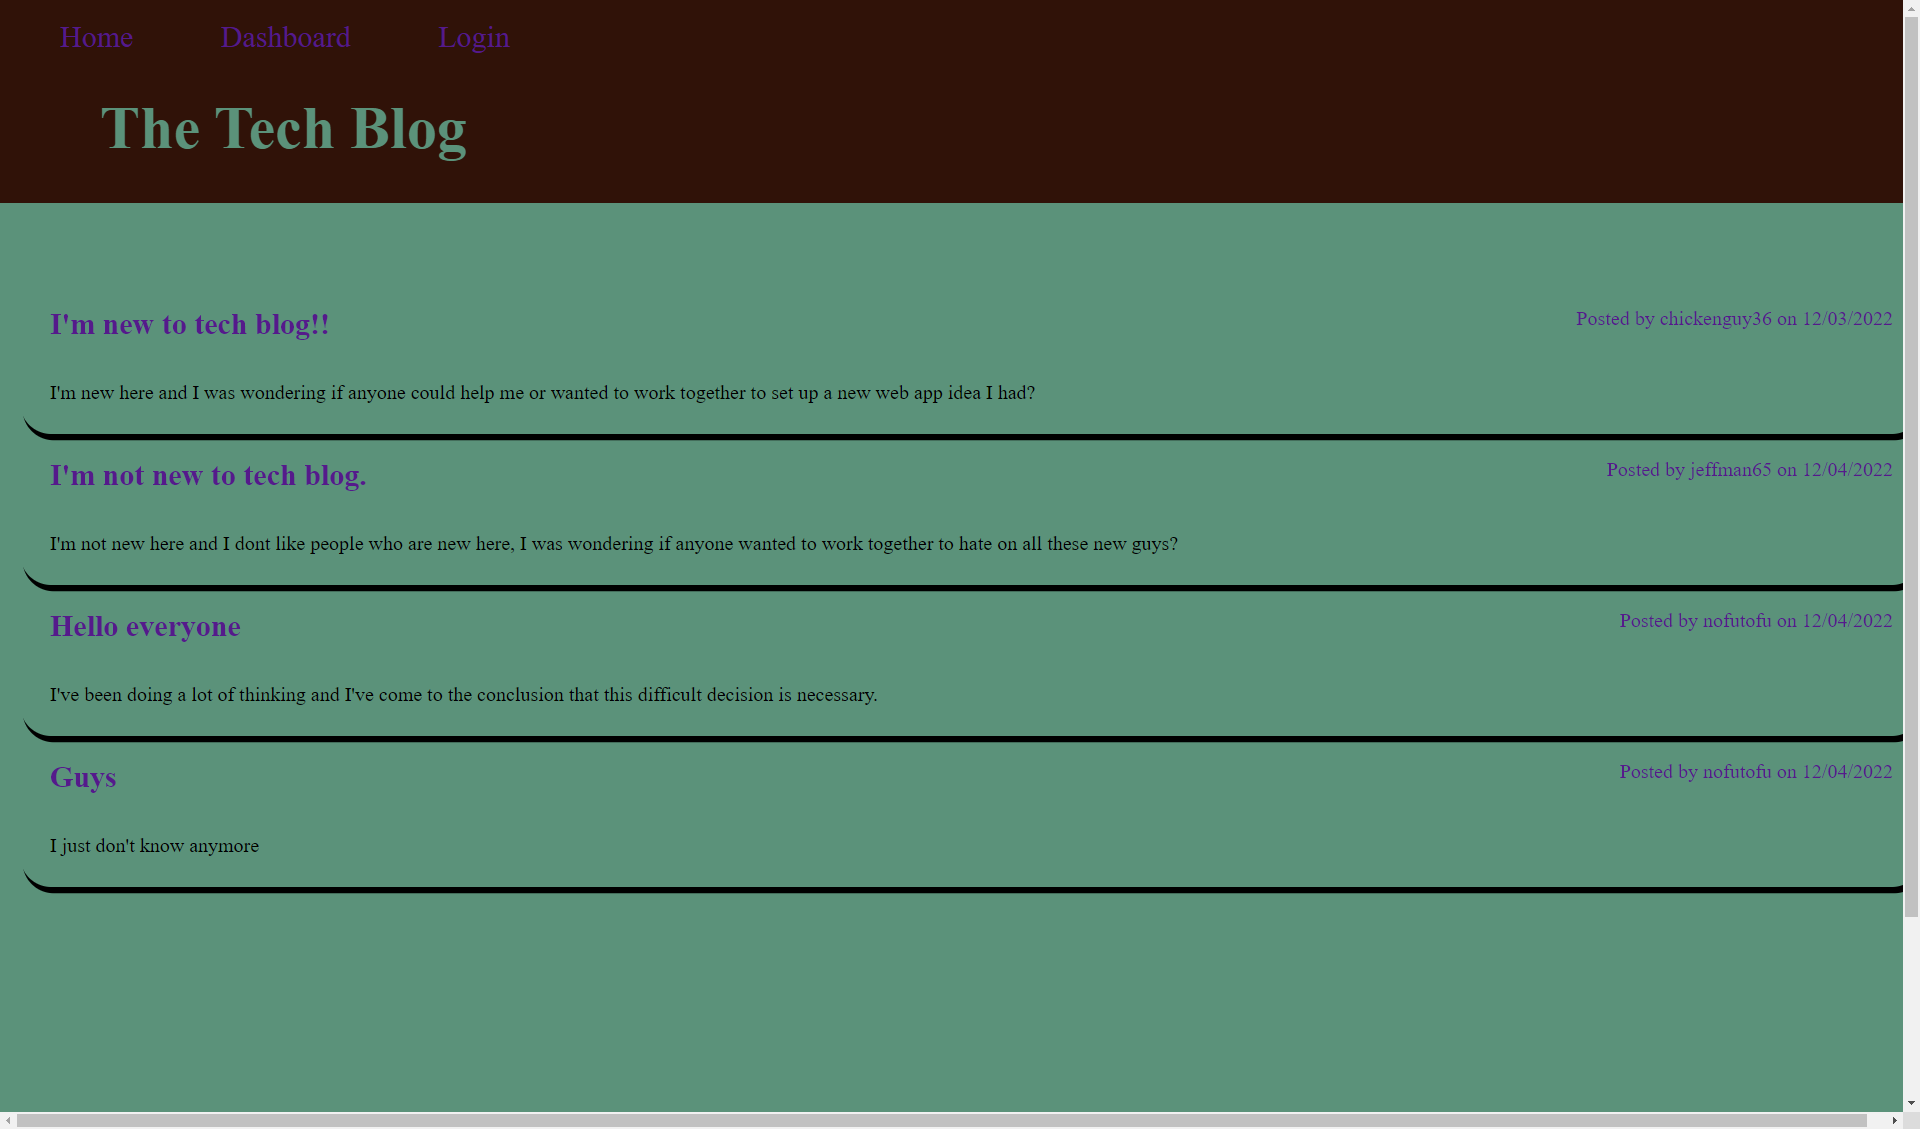 Home Dashboard Login
The Tech Blog
I'm new to tech blog!! Posted by chickenguy36 on 12/03/2022
I'm new here and I was wondering if anyone could help me or wanted to work together to set up a new web app idea I had?
I'm not new to tech blog. Posted by jeffman65 on 12/04/2022
I'm not new here and I dont like people who are new here, I was wondering if anyone wanted to work together to hate on all these new guys?
Hello everyone Posted by nofutofu on 12/04/2022
I've been doing a lot of thinking and I've come to the conclusion that this difficult decision is necessary.
Guys Posted by nofutofu on 12/04/2022
I just don't know anymore